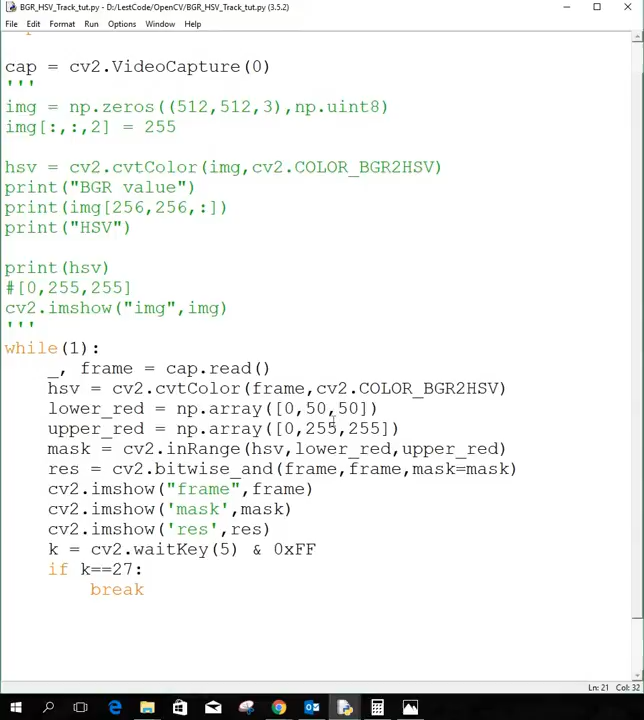 BGR_HSV_Track_tut.py - D:/LestCode/OpenCV/BGR_HSV_Track_tut.py (3.5.2)
File Edit Format Run Options Window Help
cap = cv2.VideoCapture(0)
'''
img = np.zeros((512,512,3),np.uint8)
img[:,:,2] = 255
hsv = cv2.cvtColor(img,cv2.COLOR_BGR2HSV)
print("BGR value")
print(img[256,256,:])
print("HSV")
print(hsv)
#[0,255,255]
cv2.imshow("img",img)
'''
while(1):
_, frame = cap.read()
hsv = cv2.cvtColor(frame,cv2.COLOR_BGR2HSV)
lower_red = np.array([0,50,50])
upper_red = np.array([0,255,255])
mask = cv2.inRange(hsv,lower_red,upper_red)
res = cv2.bitwise_and(frame,frame,mask=mask)
cv2.imshow("frame",frame)
cv2.imshow('mask',mask)
cv2.imshow('res',res)
k = cv2.waitKey(5) & 0xFF
if k==27:
break
Ln: 21 Col: 32